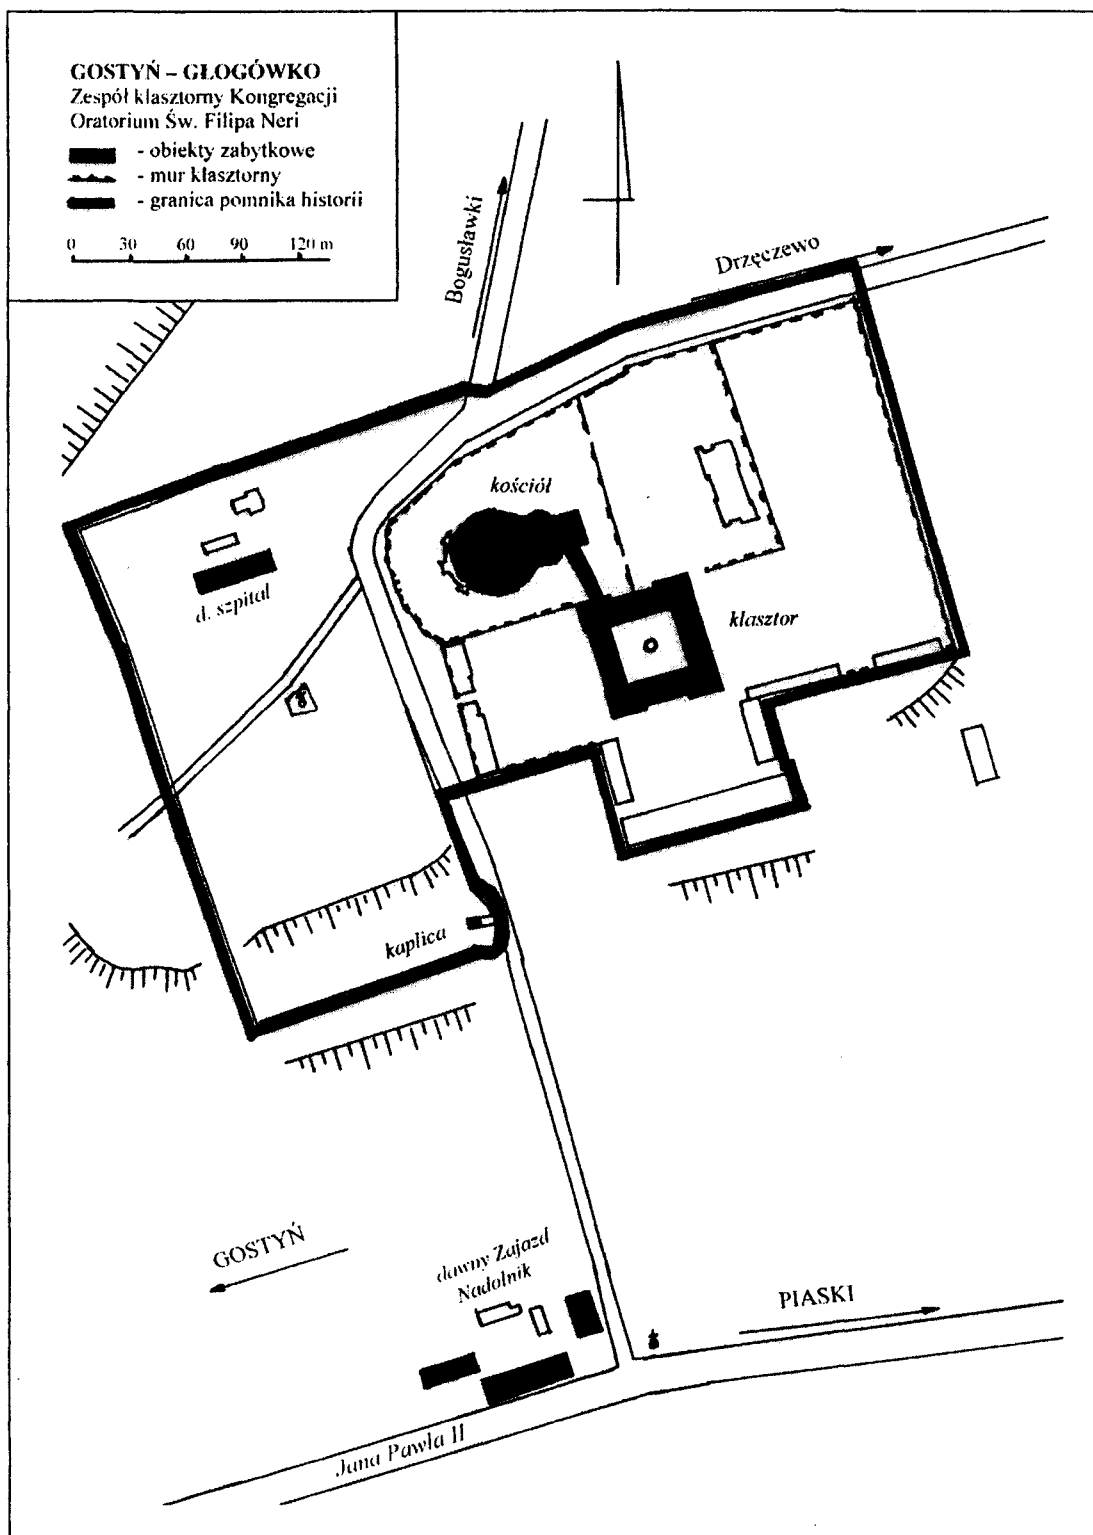 GOSTYŃ – GŁOGÓWKO
Zespół klasztorny Kongregacji
Oratorium Św. Filipa Neri
- obiekty zabytkowe
- mur klasztorny
- granica pomnika historii
0 30 60 90 120 m
Bogusławki
Drzęczewo
kościół
d. szpital
klasztor
kaplica
GOSTYŃ
dawny Zajazd
Nadolnik
PIASKI
Jana Pawła II